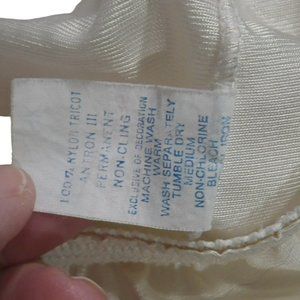 100% NYLON TRICOT
ANTRON III
PERMANENT
NON-CLING
EXCLUSIVE OF DECORATION
MACHINE WASH
WARM
WASH SEPARATELY
TUMBLE DRY
MEDIUM
NON-CHLORINE
BLEACH